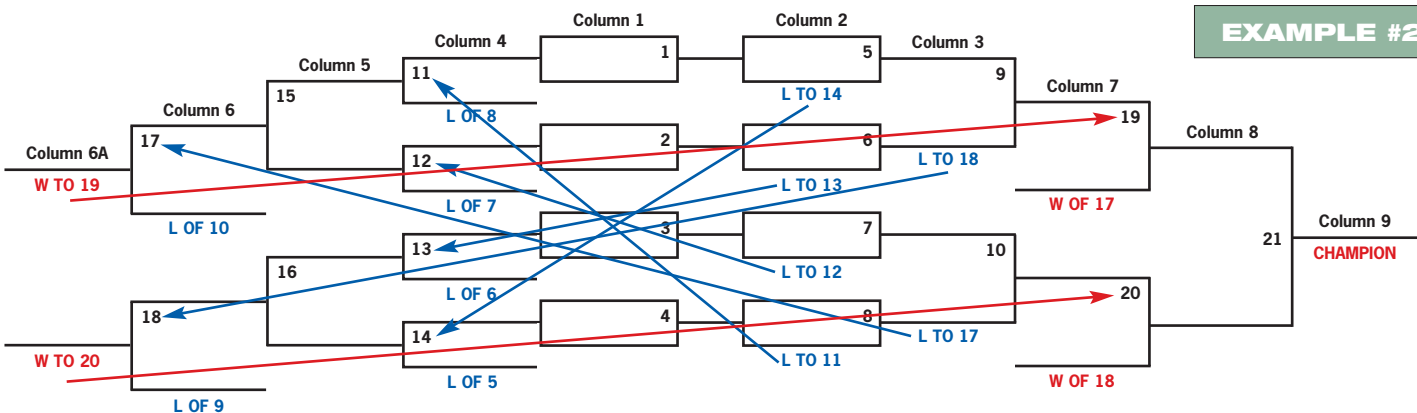 EXAMPLE #2
Column 1
Column 2
Column 3
Column 4
Column 5
Column 6
Column 6A
Column 7
Column 8
Column 9
1
5
9
11
15
17
L OF 8
L TO 14
19
W TO 19
2
6
12
L TO 18
L TO 13
L OF 7
W OF 17
L OF 10
3
7
13
10
21
CHAMPION
16
L TO 12
L OF 6
18
4
8
14
20
L TO 17
W TO 20
L TO 11
L OF 5
W OF 18
L OF 9